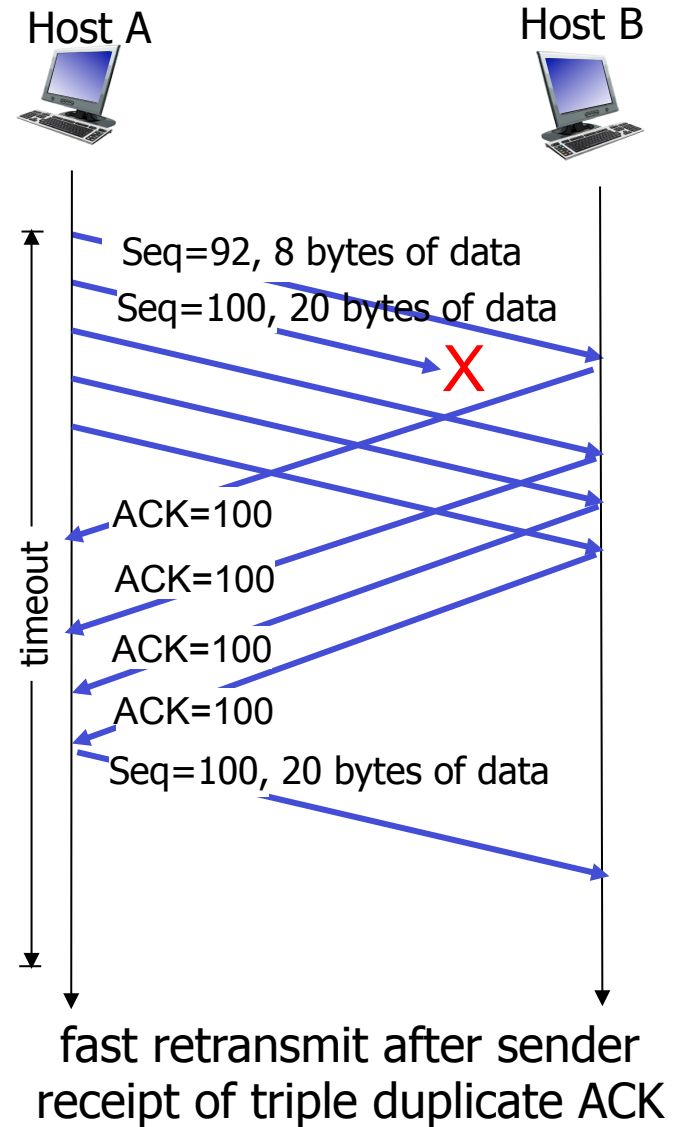 Host A
Host B
Seq=92, 8 bytes of data
Seq=100, 20 bytes of data
X
ACK=100
timeout
ACK=100
ACK=100
ACK=100
Seq=100, 20 bytes of data
fast retransmit after sender
receipt of triple duplicate ACK